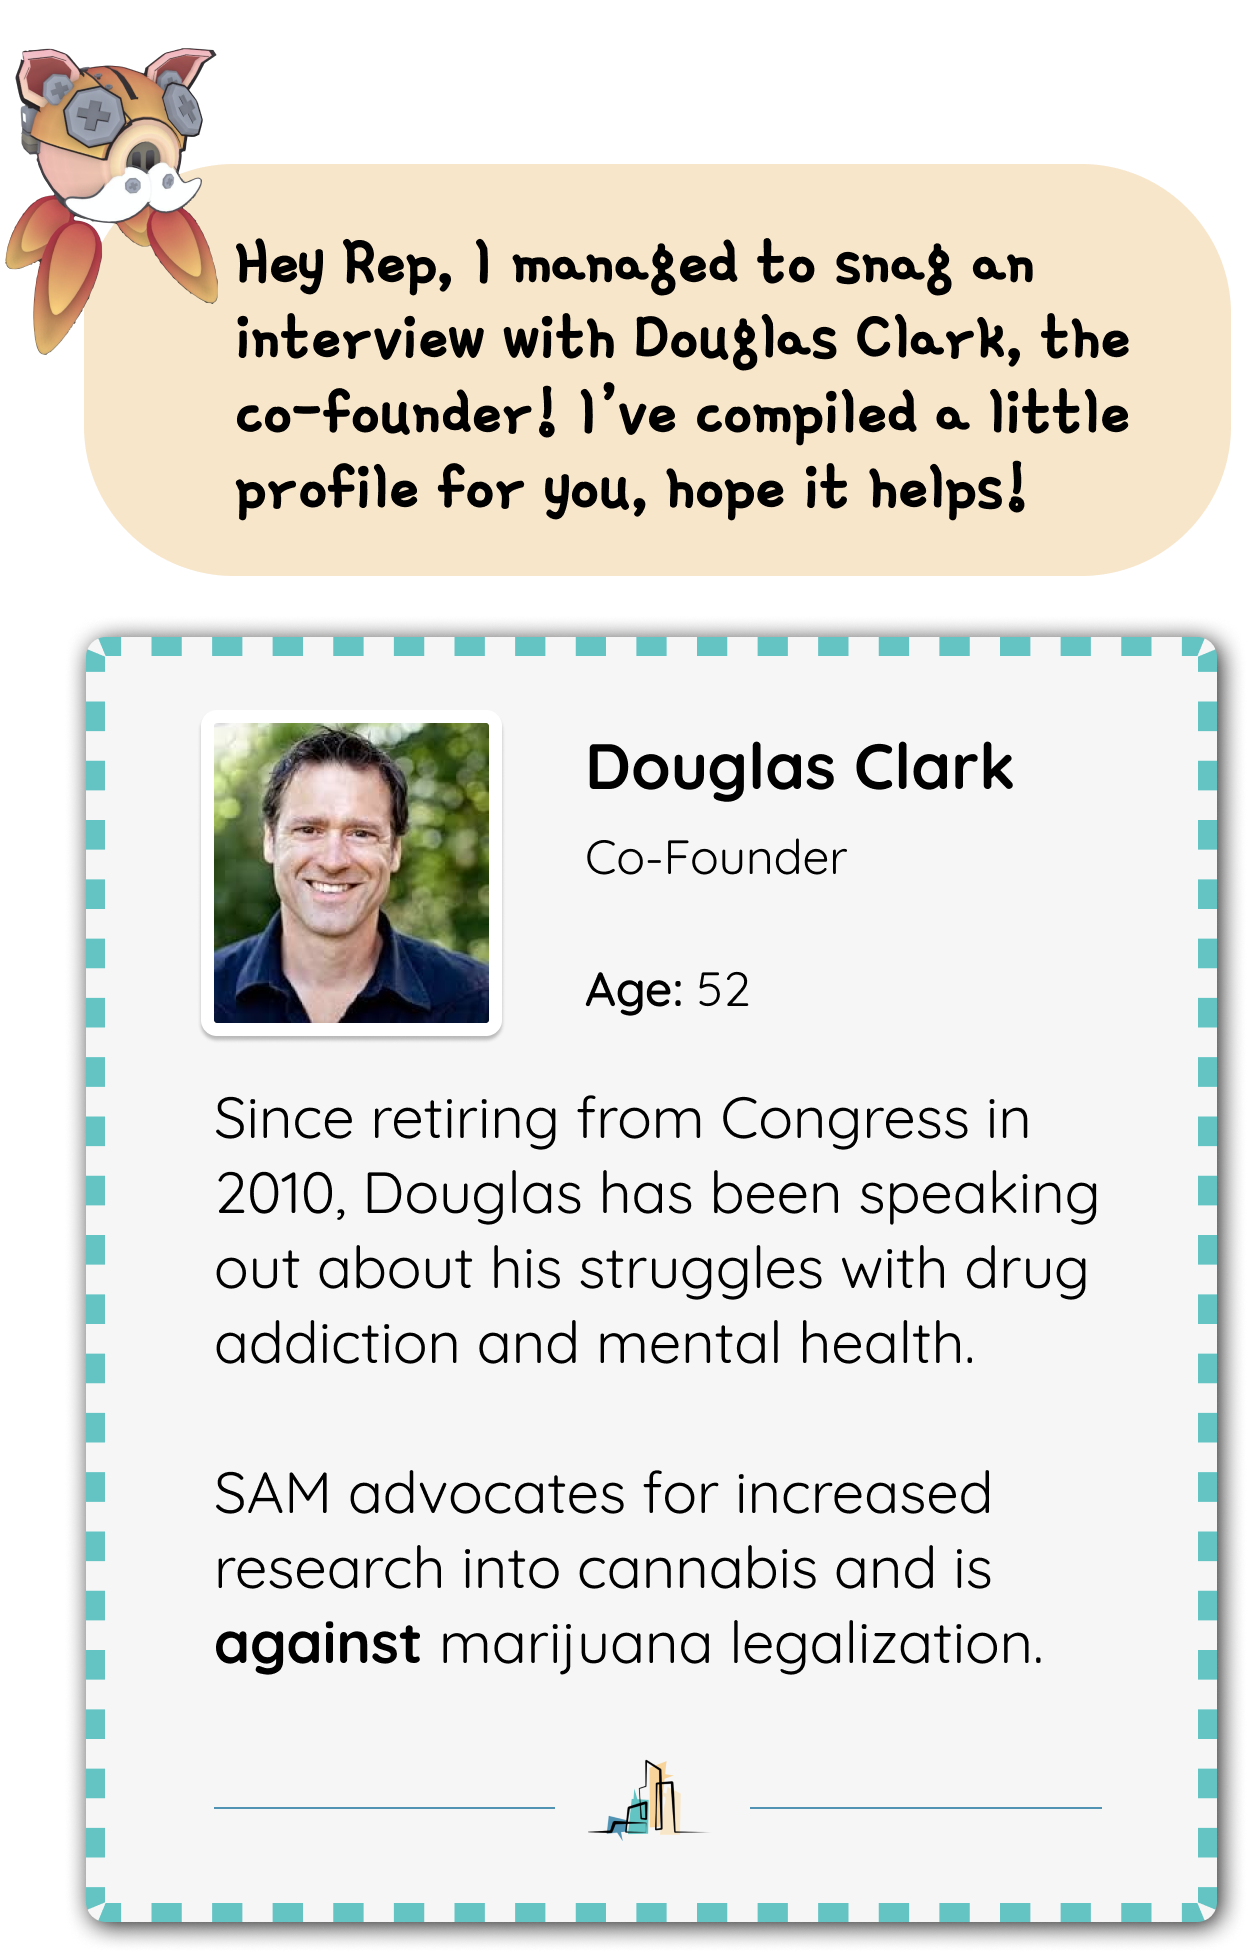 Hey Rep, I managed to snag an
interview with Douglas Clark, the
co-founder! I've compiled a little
profile for you, hope it helps!
Douglas Clark
Co-Founder
Age: 52
Since retiring from Congress in
2010, Douglas has been speaking
out about his struggles with drug
addiction and mental health.
SAM advocates for increased
research into cannabis and is
against marijuana legalization.